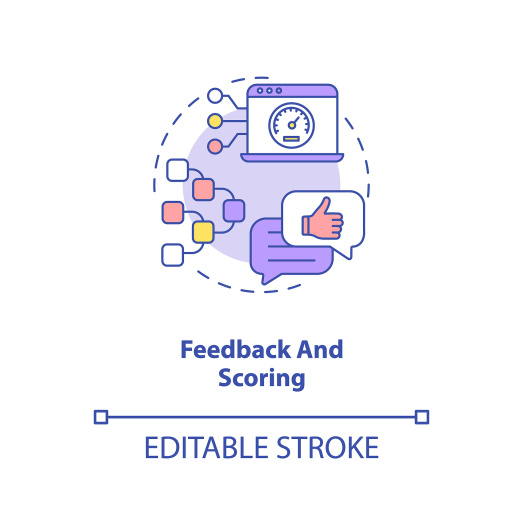 Feedback And
Scoring
EDITABLE STROKE